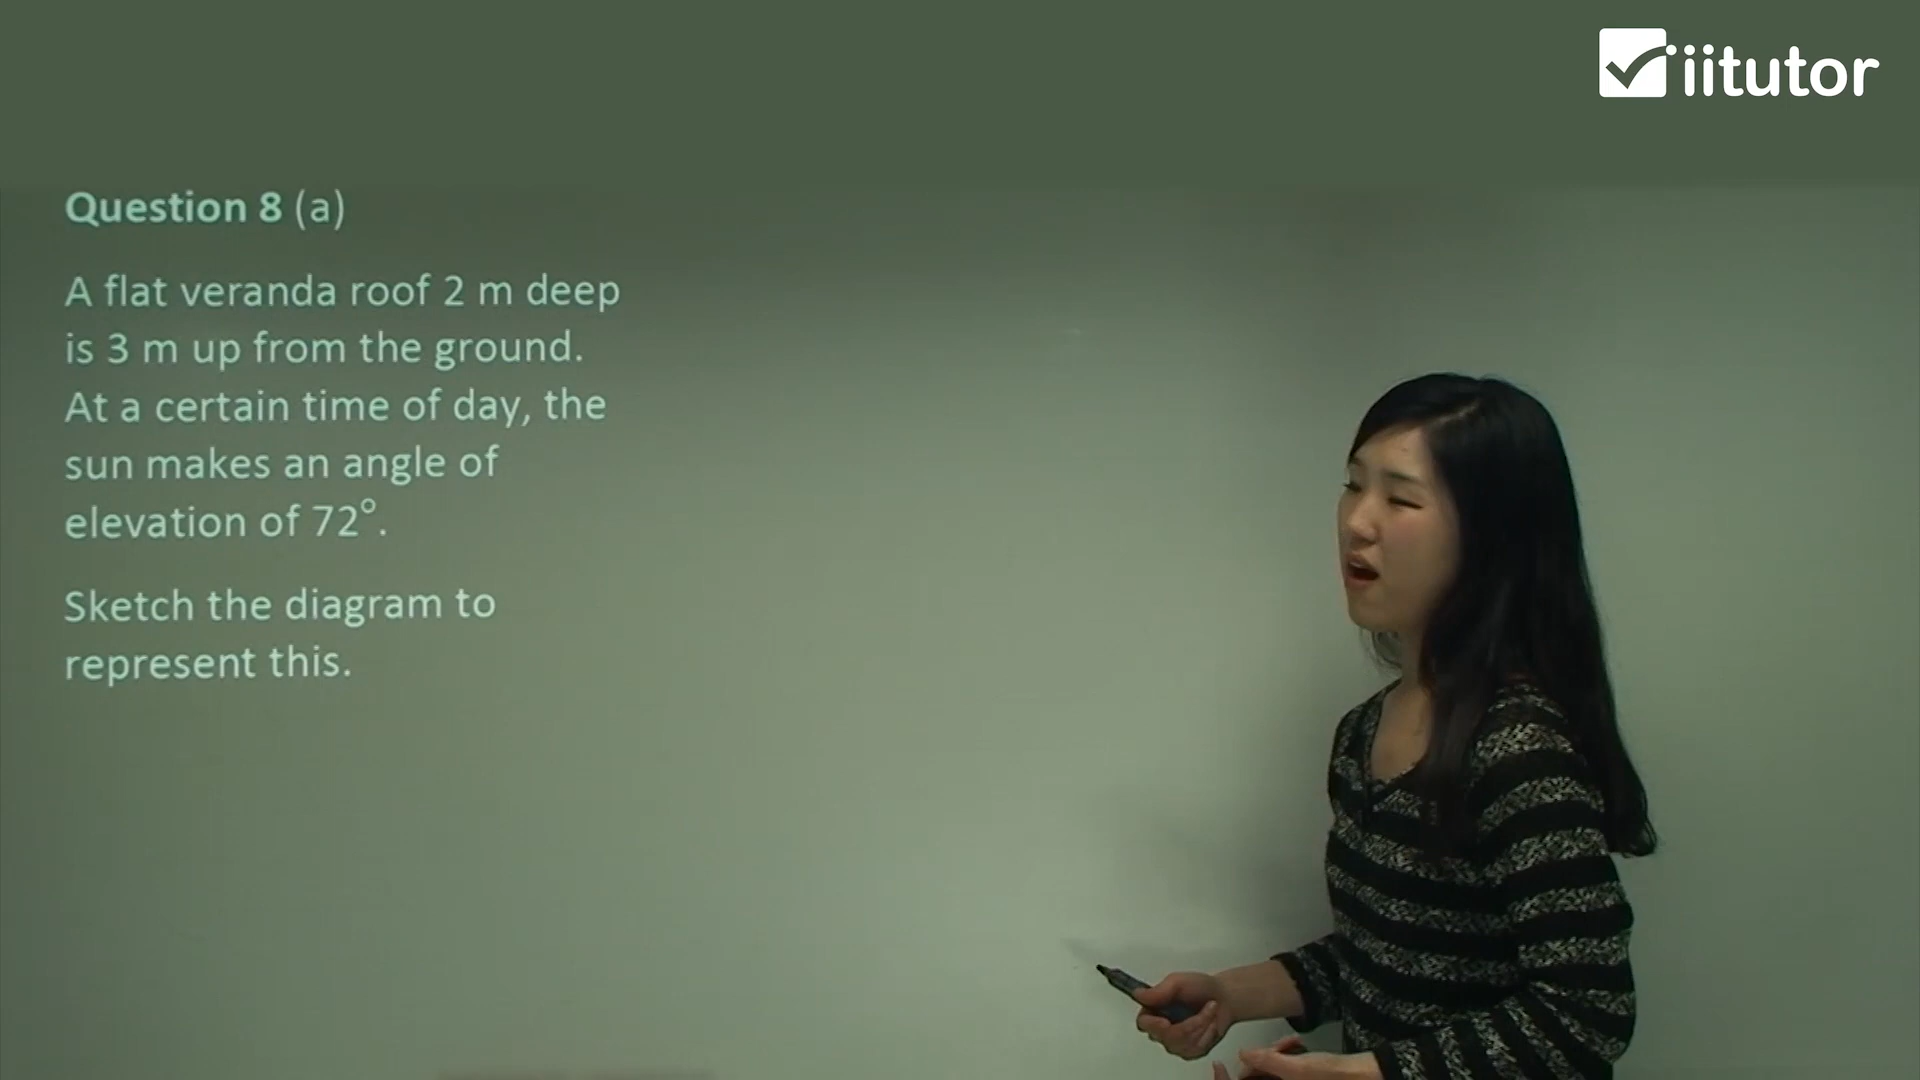 iitutor
Question 8 (a)
A flat veranda roof 2 m deep
is 3 m up from the ground.
At a certain time of day, the
sun makes an angle of
elevation of 72°.
Sketch the diagram to
represent this.